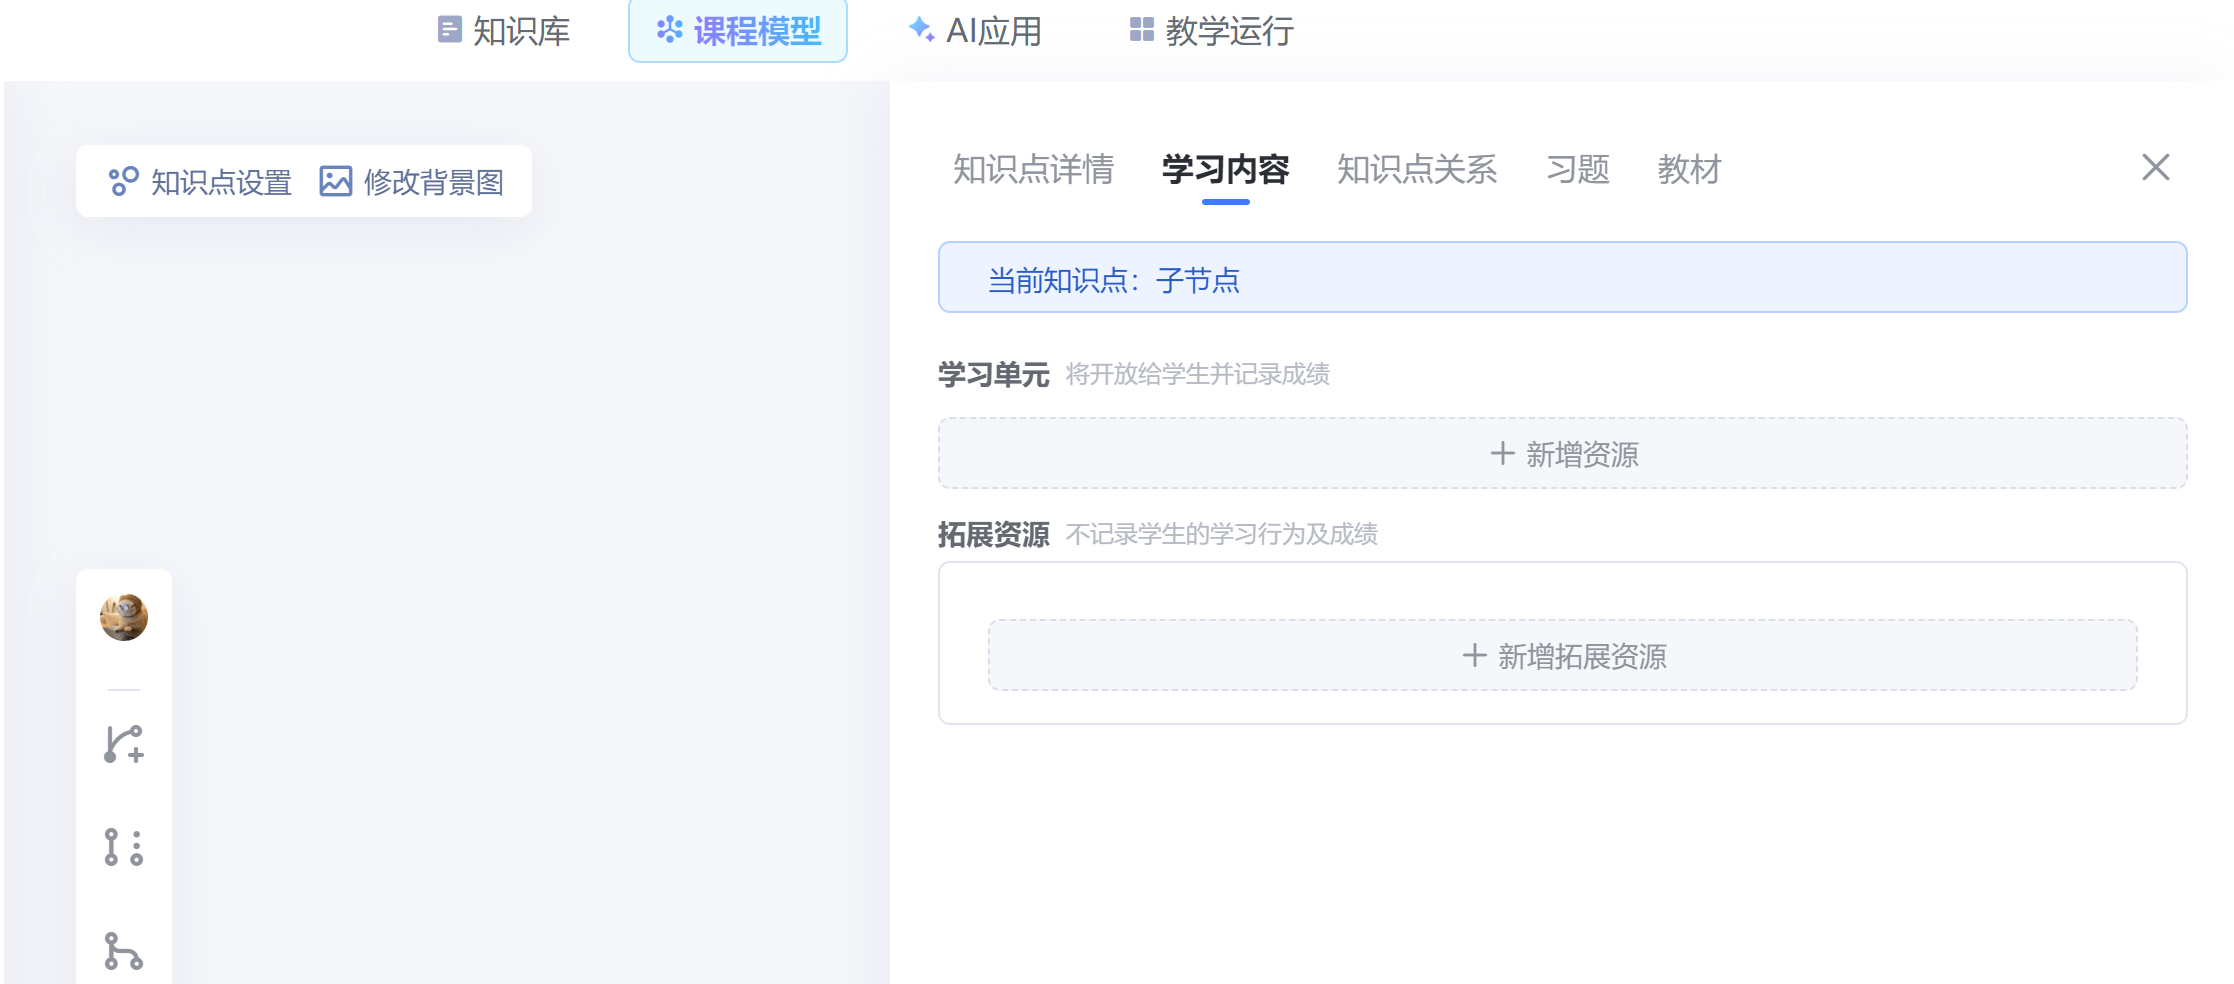 知识库 课程模型 AI应用 教学运行
知识点设置 修改背景图
知识点详情 学习内容 知识点关系 习题 教材
当前知识点：子节点
学习单元 将开放给学生并记录成绩
+ 新增资源
拓展资源 不记录学生的学习行为及成绩
+ 新增拓展资源